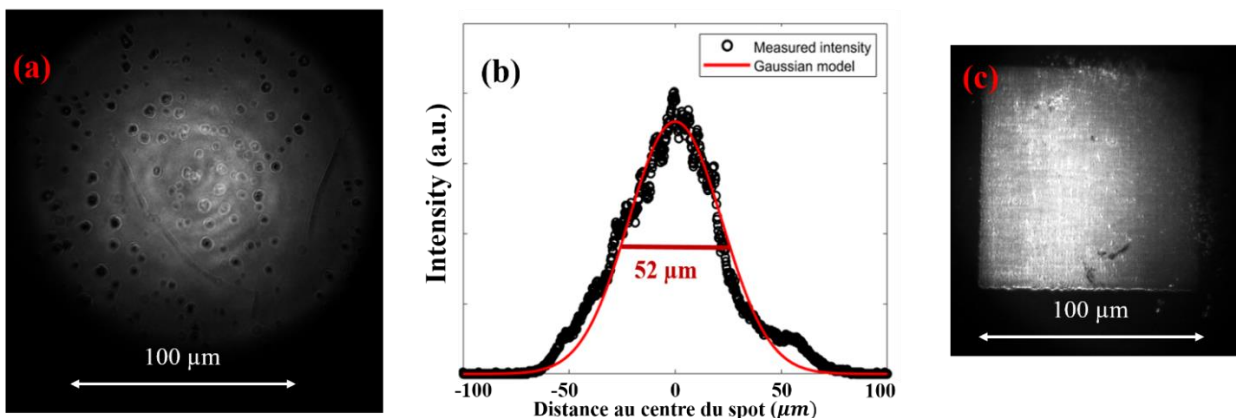 (a)
100 µm
(b)
Measured intensity
Gaussian model
Intensity (a.u.)
52 µm
-100
-50
0
50
100
Distance au centre du spot (µm)
(c)
100 µm